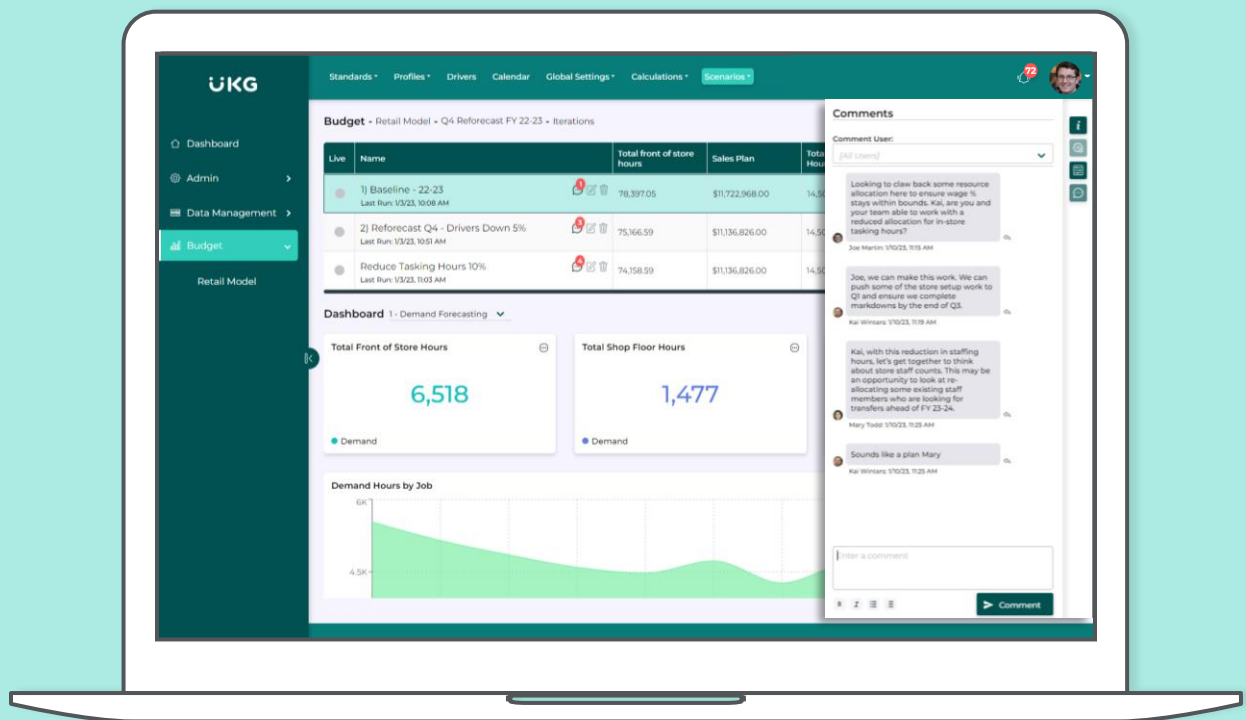 UKG
Standards
Profiles
Drivers
Calendar
Global Settings
Calculations
Scenarios
72
Dashboard
Admin
Data Management
Budget
Retail Model
Budget - Retail Model - Q4 Reforecast FY 22-23 - Iterations
Live
Name
Total front of store
hours
Sales Plan
Tota
Hou
1) Baseline - 22-23
Last Run: 1/3/23, 10:08 AM
1
78,397.05
$11,722,968.00
14,50
2) Reforecast Q4 - Drivers Down 5%
Last Run: 1/3/23, 10:51 AM
3
75,166.59
$11,136,826.00
14,50
Reduce Tasking Hours 10%
Last Run: 1/3/23, 11:03 AM
4
74,158.59
$11,136,826.00
14,50
Dashboard 1 - Demand Forecasting
Total Front of Store Hours
6,518
Demand
Total Shop Floor Hours
1,477
Demand
Demand Hours by Job
6K
4.5K
Comments
Comment User:
[All Users]
Looking to claw back some resource
allocation here to ensure wage %
stays within bounds. Kai, are you and
your team able to work with a
reduced allocation for in-store
tasking hours?
Joe Martin: 1/10/23, 11:15 AM
Joe, we can make this work. We can
push some of the store setup work to
Q1 and ensure we complete
markdowns by the end of Q3.
Kai Winters: 1/10/23, 11:19 AM
Kai, with this reduction in staffing
hours, let's get together to think
about store staff counts. This may be
an opportunity to look at re-
allocating some existing staff
members who are looking for
transfers ahead of FY 23-24.
Mary Todd: 1/10/23, 11:25 AM
Sounds like a plan Mary
Kai Winters: 1/10/23, 11:25 AM
Enter a comment
B I
Comment
i